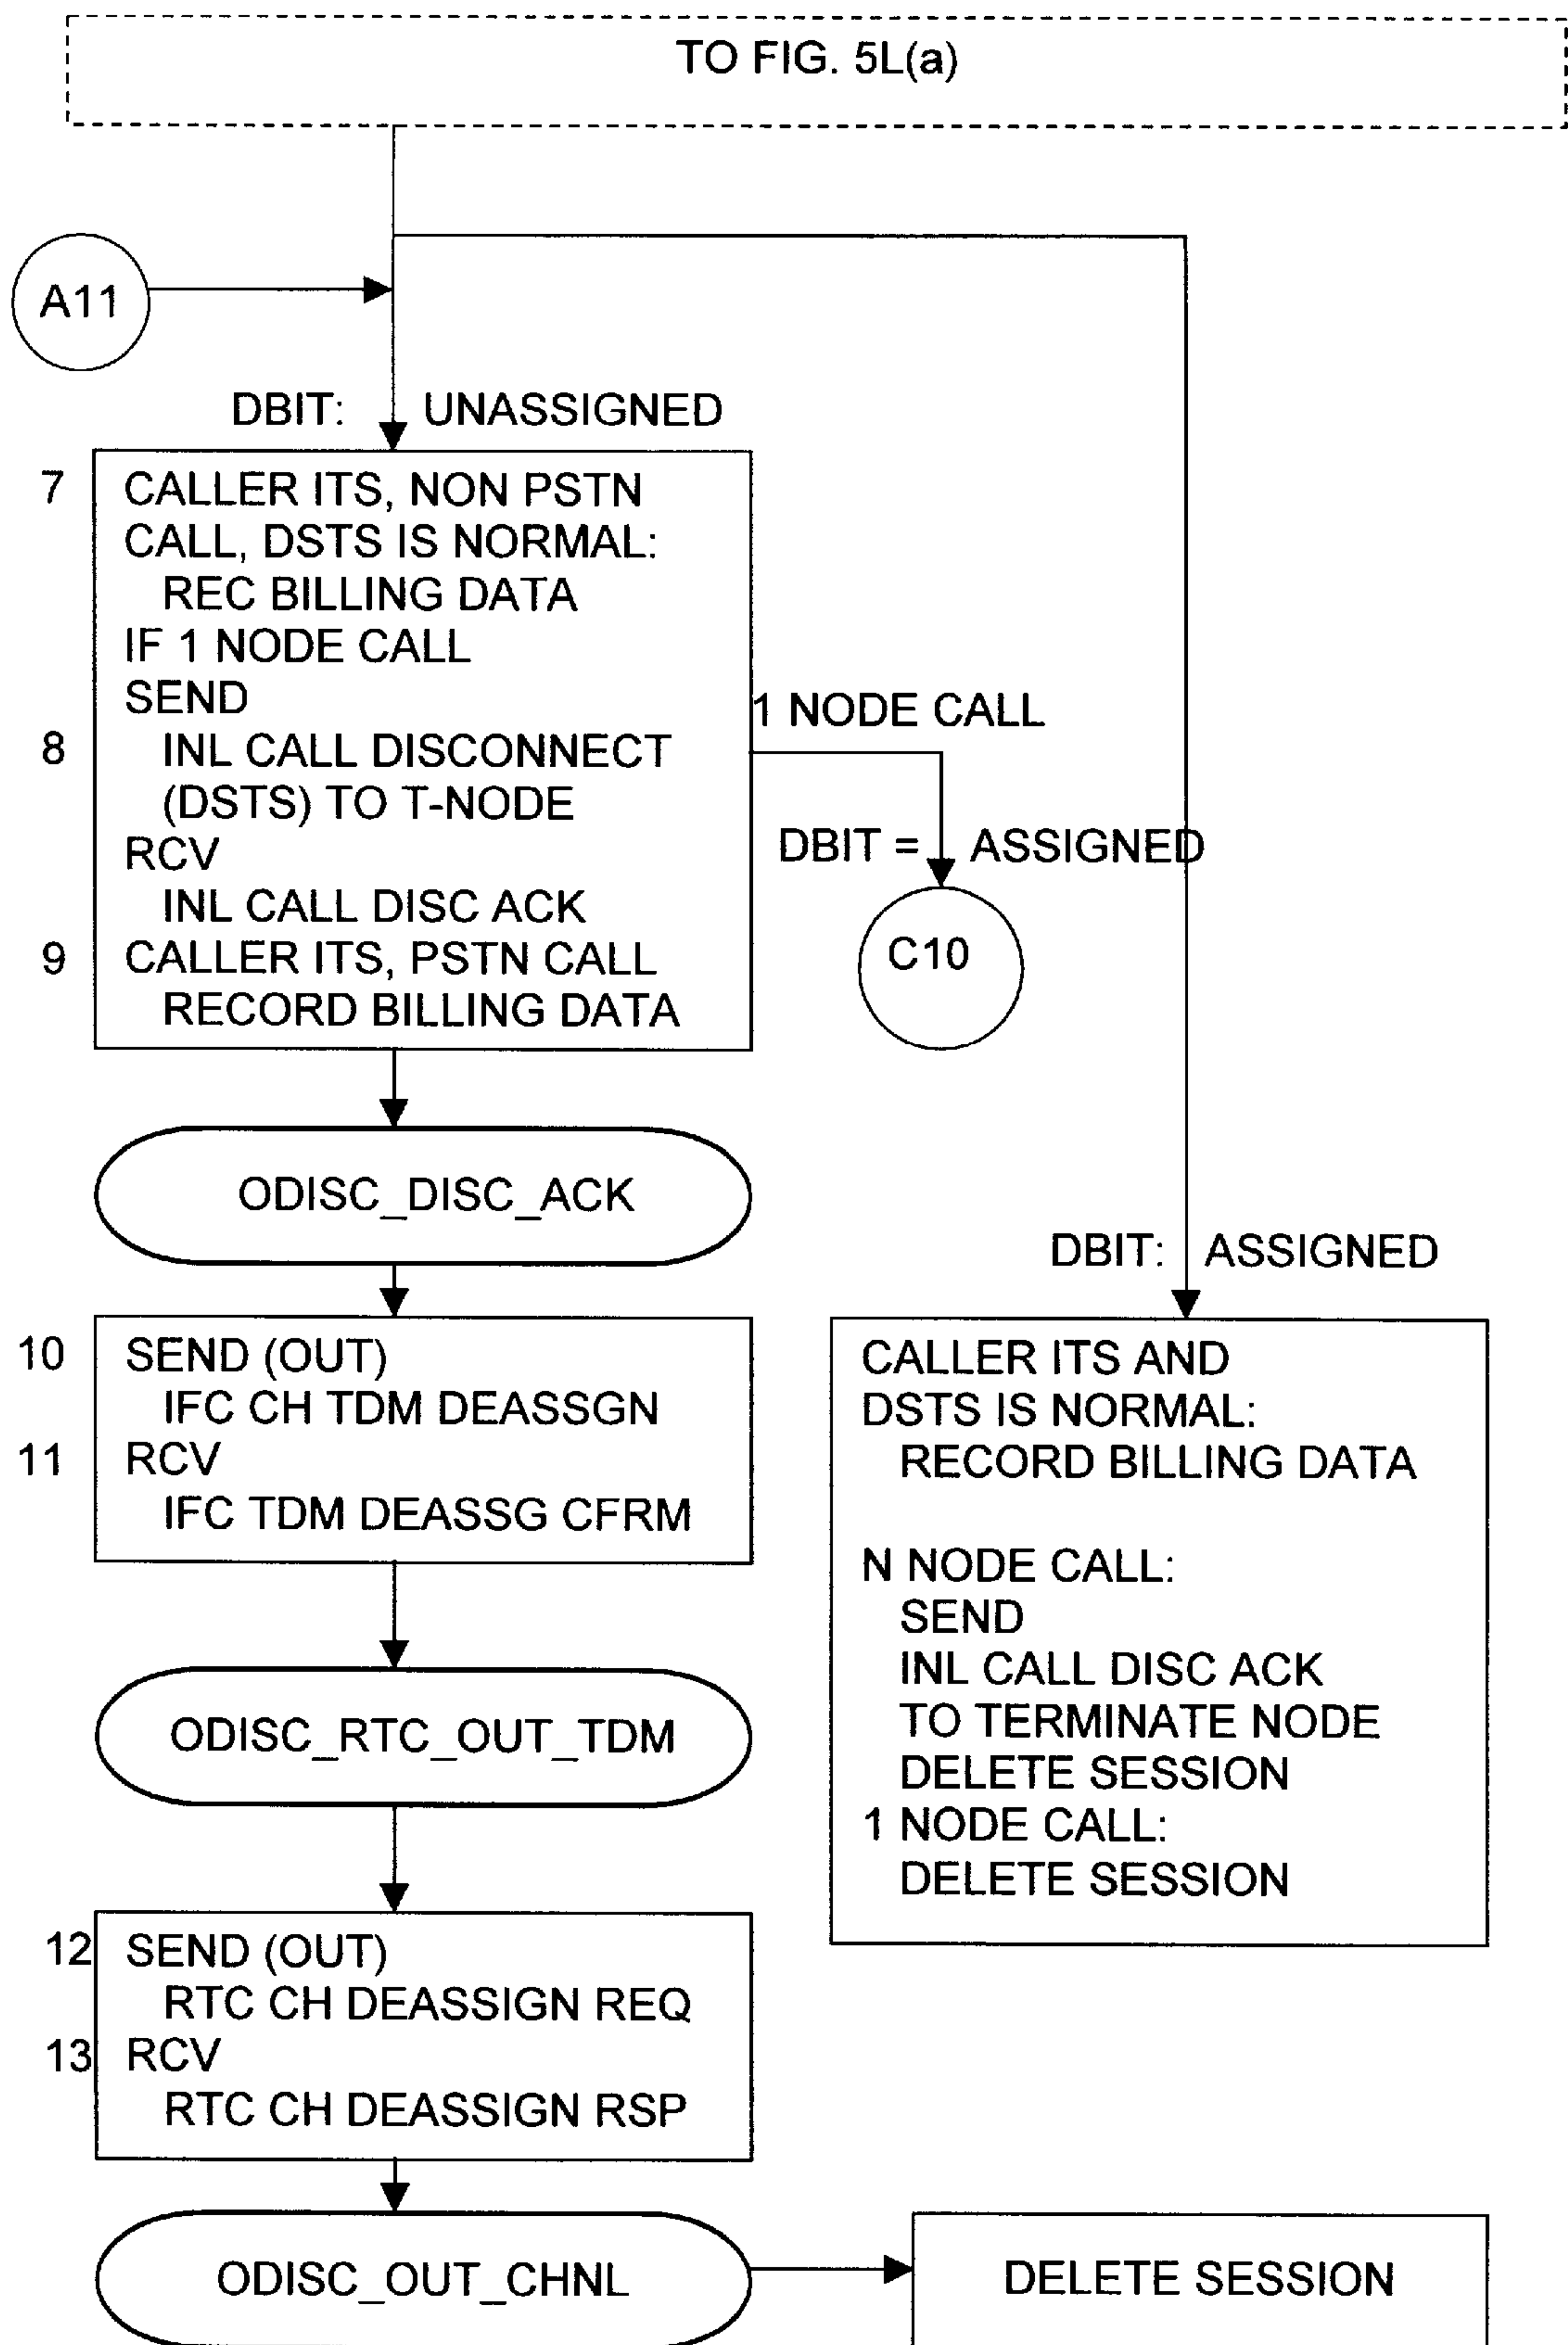 TO FIG. 5L(a)
A11
DBIT: UNASSIGNED
7 CALLER ITS, NON PSTN
CALL, DSTS IS NORMAL:
REC BILLING DATA
IF 1 NODE CALL
SEND
8 INL CALL DISCONNECT
(DSTS) TO T-NODE
RCV
INL CALL DISC ACK
9 CALLER ITS, PSTN CALL
RECORD BILLING DATA
1 NODE CALL
DBIT = ASSIGNED
C10
ODISC_DISC_ACK
DBIT: ASSIGNED
10 SEND (OUT)
IFC CH TDM DEASSGN
11 RCV
IFC TDM DEASSG CFRM
CALLER ITS AND
DSTS IS NORMAL:
RECORD BILLING DATA
N NODE CALL:
SEND
INL CALL DISC ACK
TO TERMINATE NODE
DELETE SESSION
1 NODE CALL:
DELETE SESSION
ODISC_RTC_OUT_TDM
12 SEND (OUT)
RTC CH DEASSIGN REQ
13 RCV
RTC CH DEASSIGN RSP
ODISC_OUT_CHNL
DELETE SESSION